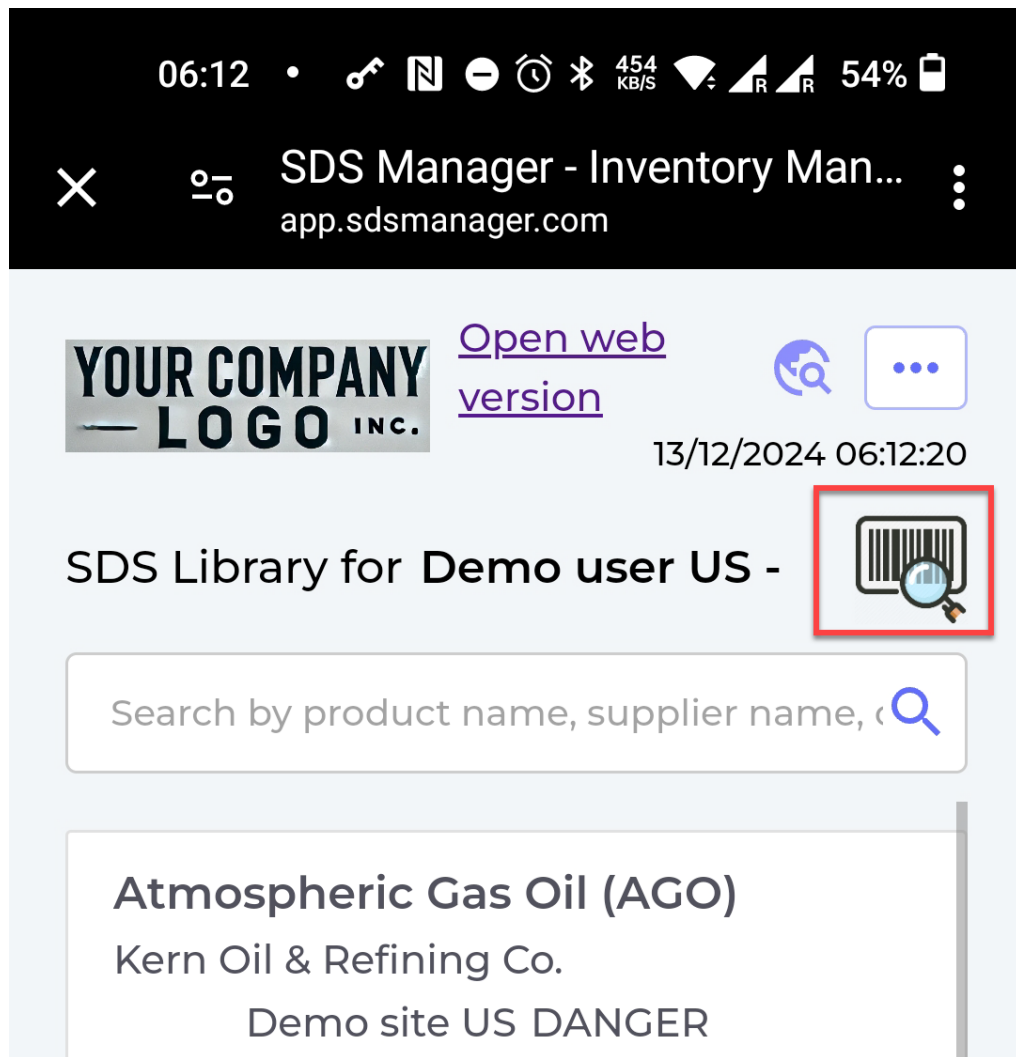 06:12 • 454 KB/S R R 54%
SDS Manager - Inventory Man...
app.sdsmanager.com
YOUR COMPANY
LOGO INC.
Open web
version
13/12/2024 06:12:20
SDS Library for Demo user US -
Search by product name, supplier name,
Atmospheric Gas Oil (AGO)
Kern Oil & Refining Co.
Demo site US DANGER